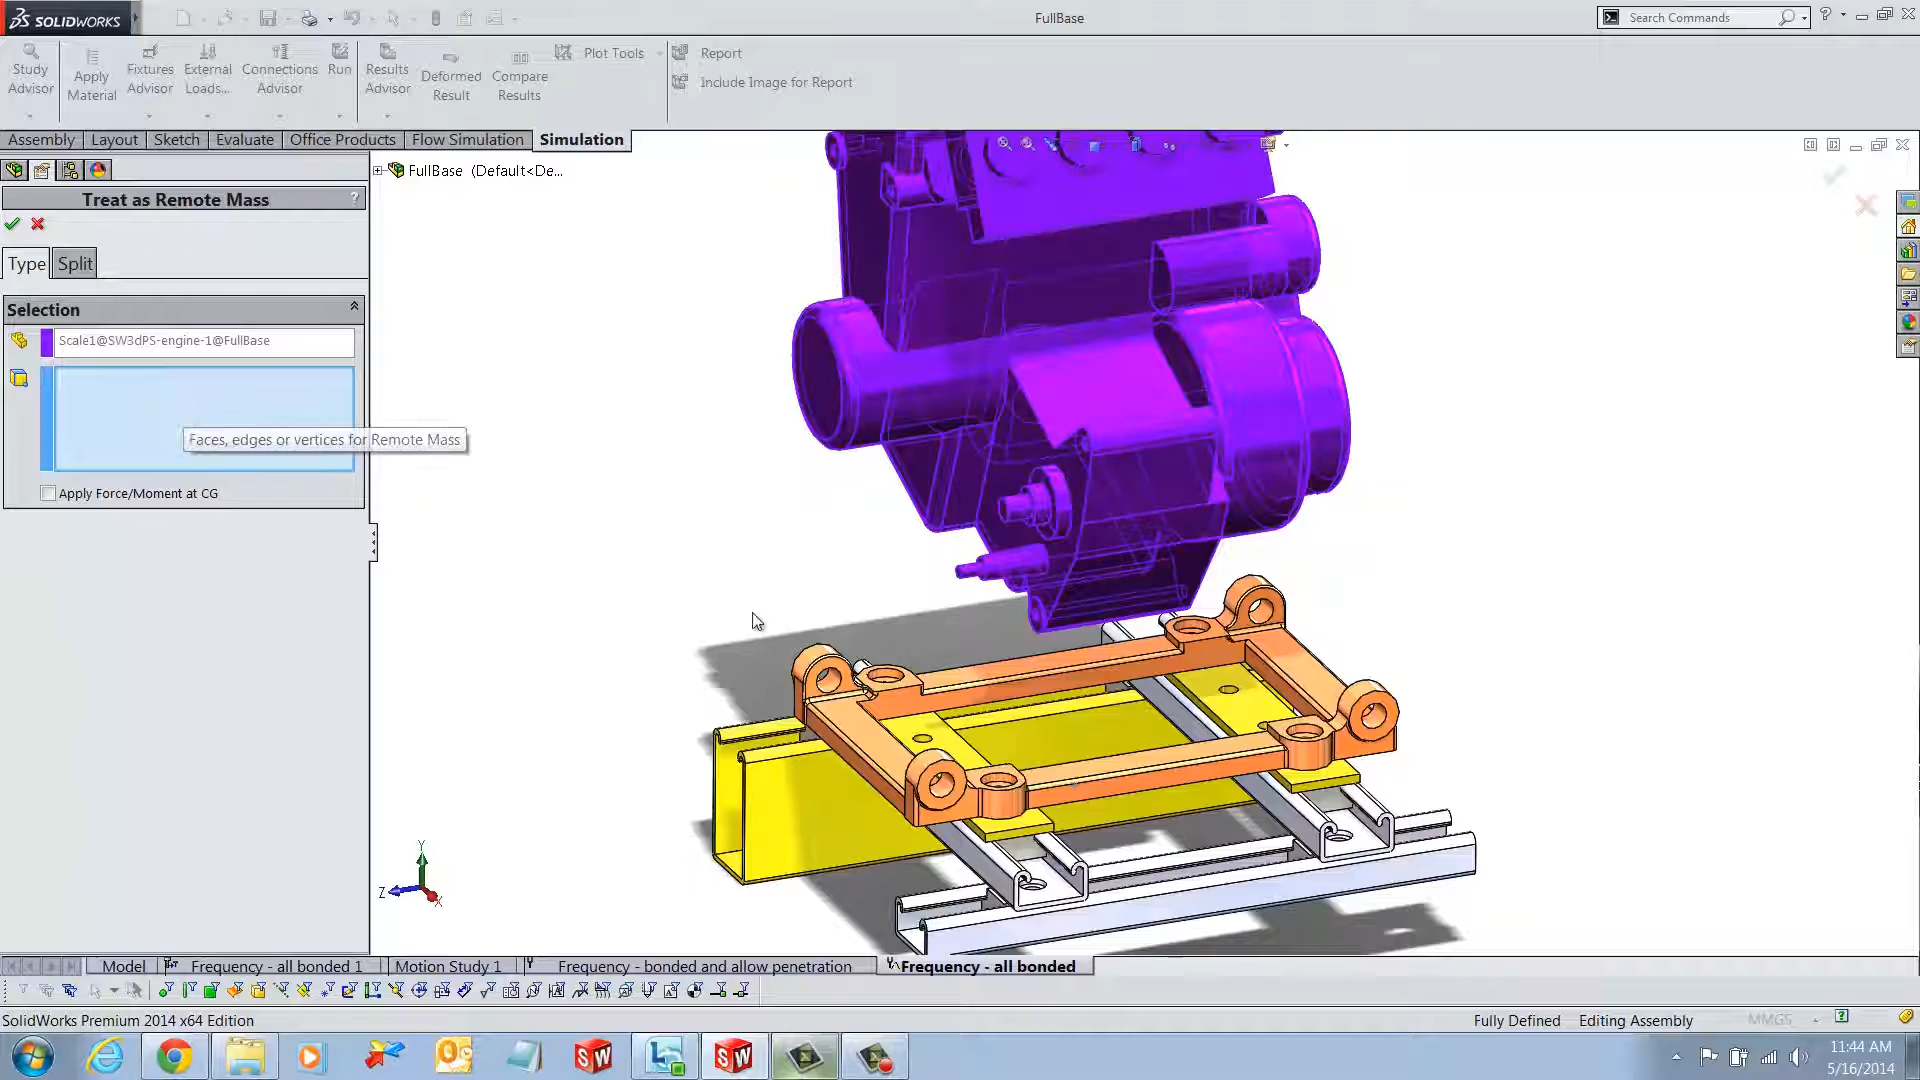 SOLIDWORKS
FullBase
Search Commands
Study Advisor
Apply Material
Fixtures Advisor
External Loads...
Connections Advisor
Run
Results Advisor
Deformed Result
Compare Results
Plot Tools
Report
Include Image for Report
Assembly
Layout
Sketch
Evaluate
Office Products
Flow Simulation
Simulation
FullBase (Default<De...
Treat as Remote Mass
?
Type
Split
Selection
Scale1@SW3dPS-engine-1@FullBase
Faces, edges or vertices for Remote Mass
Apply Force/Moment at CG
Y
Z
X
Model
Frequency - all bonded 1
Motion Study 1
Frequency - bonded and allow penetration
Frequency - all bonded
SolidWorks Premium 2014 x64 Edition
Fully Defined
Editing Assembly
MMGS
11:44 AM
5/16/2014